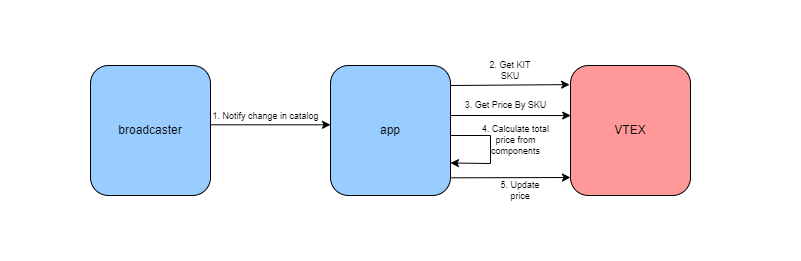 broadcaster
1. Notify change in catalog
app
2. Get KIT
SKU
3. Get Price By SKU
4. Calculate total
price from
components
5. Update
price
VTEX